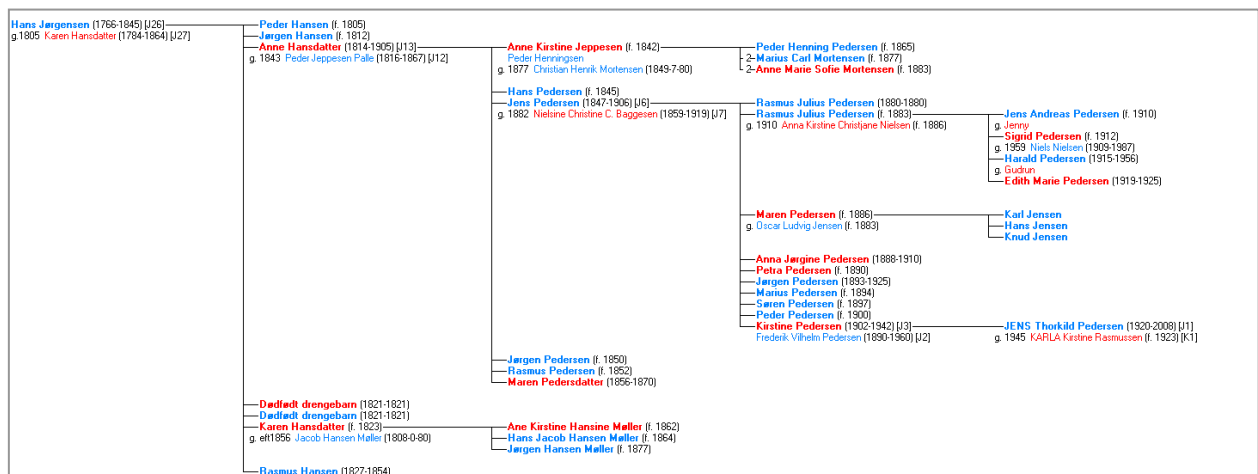 Hans Jørgensen (1766-1845) [J26]
g.1805 Karen Hansdatter (1784-1864) [J27]
Peder Hansen (f. 1805)
Jørgen Hansen (f. 1812)
Anne Hansdatter (1814-1905) [J13]
g. 1843 Peder Jeppesen Palle (1816-1867) [J12]
Anne Kirstine Jeppesen (f. 1842)
Peder Henningsen
g. 1877 Christian Henrik Mortensen (1849-7-80)
Peder Henning Pedersen (f. 1865)
2 Marius Carl Mortensen (f. 1877)
2 Anne Marie Sofie Mortensen (f. 1883)
Hans Pedersen (f. 1845)
Jens Pedersen (1847-1906) [J6]
g. 1882 Nielsine Christine C. Baggesen (1859-1919) [J7]
Rasmus Julius Pedersen (1880-1880)
Rasmus Julius Pedersen (f. 1883)
g. 1910 Anna Kirstine Christjane Nielsen (f. 1886)
Jens Andreas Pedersen (f. 1910)
g. Jenny
Sigrid Pedersen (f. 1912)
g. 1959 Niels Nielsen (1909-1987)
Harald Pedersen (1915-1956)
g. Gudrun
Edith Marie Pedersen (1919-1925)
Maren Pedersen (f. 1886)
g. Oscar Ludvig Jensen (f. 1883)
Karl Jensen
Hans Jensen
Knud Jensen
Anna Jørgine Pedersen (1888-1910)
Petra Pedersen (f. 1890)
Jørgen Pedersen (1893-1925)
Marius Pedersen (f. 1894)
Søren Pedersen (f. 1897)
Peder Pedersen (f. 1900)
Kirstine Pedersen (1902-1942) [J3]
Frederik Vilhelm Pedersen (1890-1960) [J2]
JENS Thorkild Pedersen (1920-2008) [J1]
g. 1945 KARLA Kirstine Rasmussen (f. 1923) [K1]
Jørgen Pedersen (f. 1850)
Rasmus Pedersen (f. 1852)
Maren Pedersdatter (1856-1870)
Dødfødt drengebarn (1821-1821)
Dødfødt drengebarn (1821-1821)
Karen Hansdatter (f. 1823)
g. eft1856 Jacob Hansen Møller (1808-0-80)
Ane Kirstine Hansine Møller (f. 1862)
Hans Jacob Hansen Møller (f. 1864)
Jørgen Hansen Møller (f. 1877)
Rasmus Hansen (1827-1854)